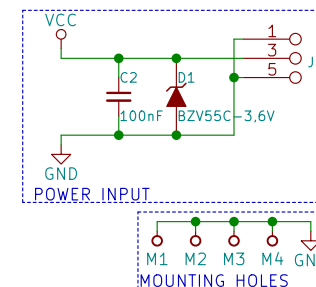 VCC
1
3
J
5
C2
D1
100nF
BZV55C-3,6V
GND
POWER INPUT
M1 M2 M3 M4 GN
MOUNTING HOLES